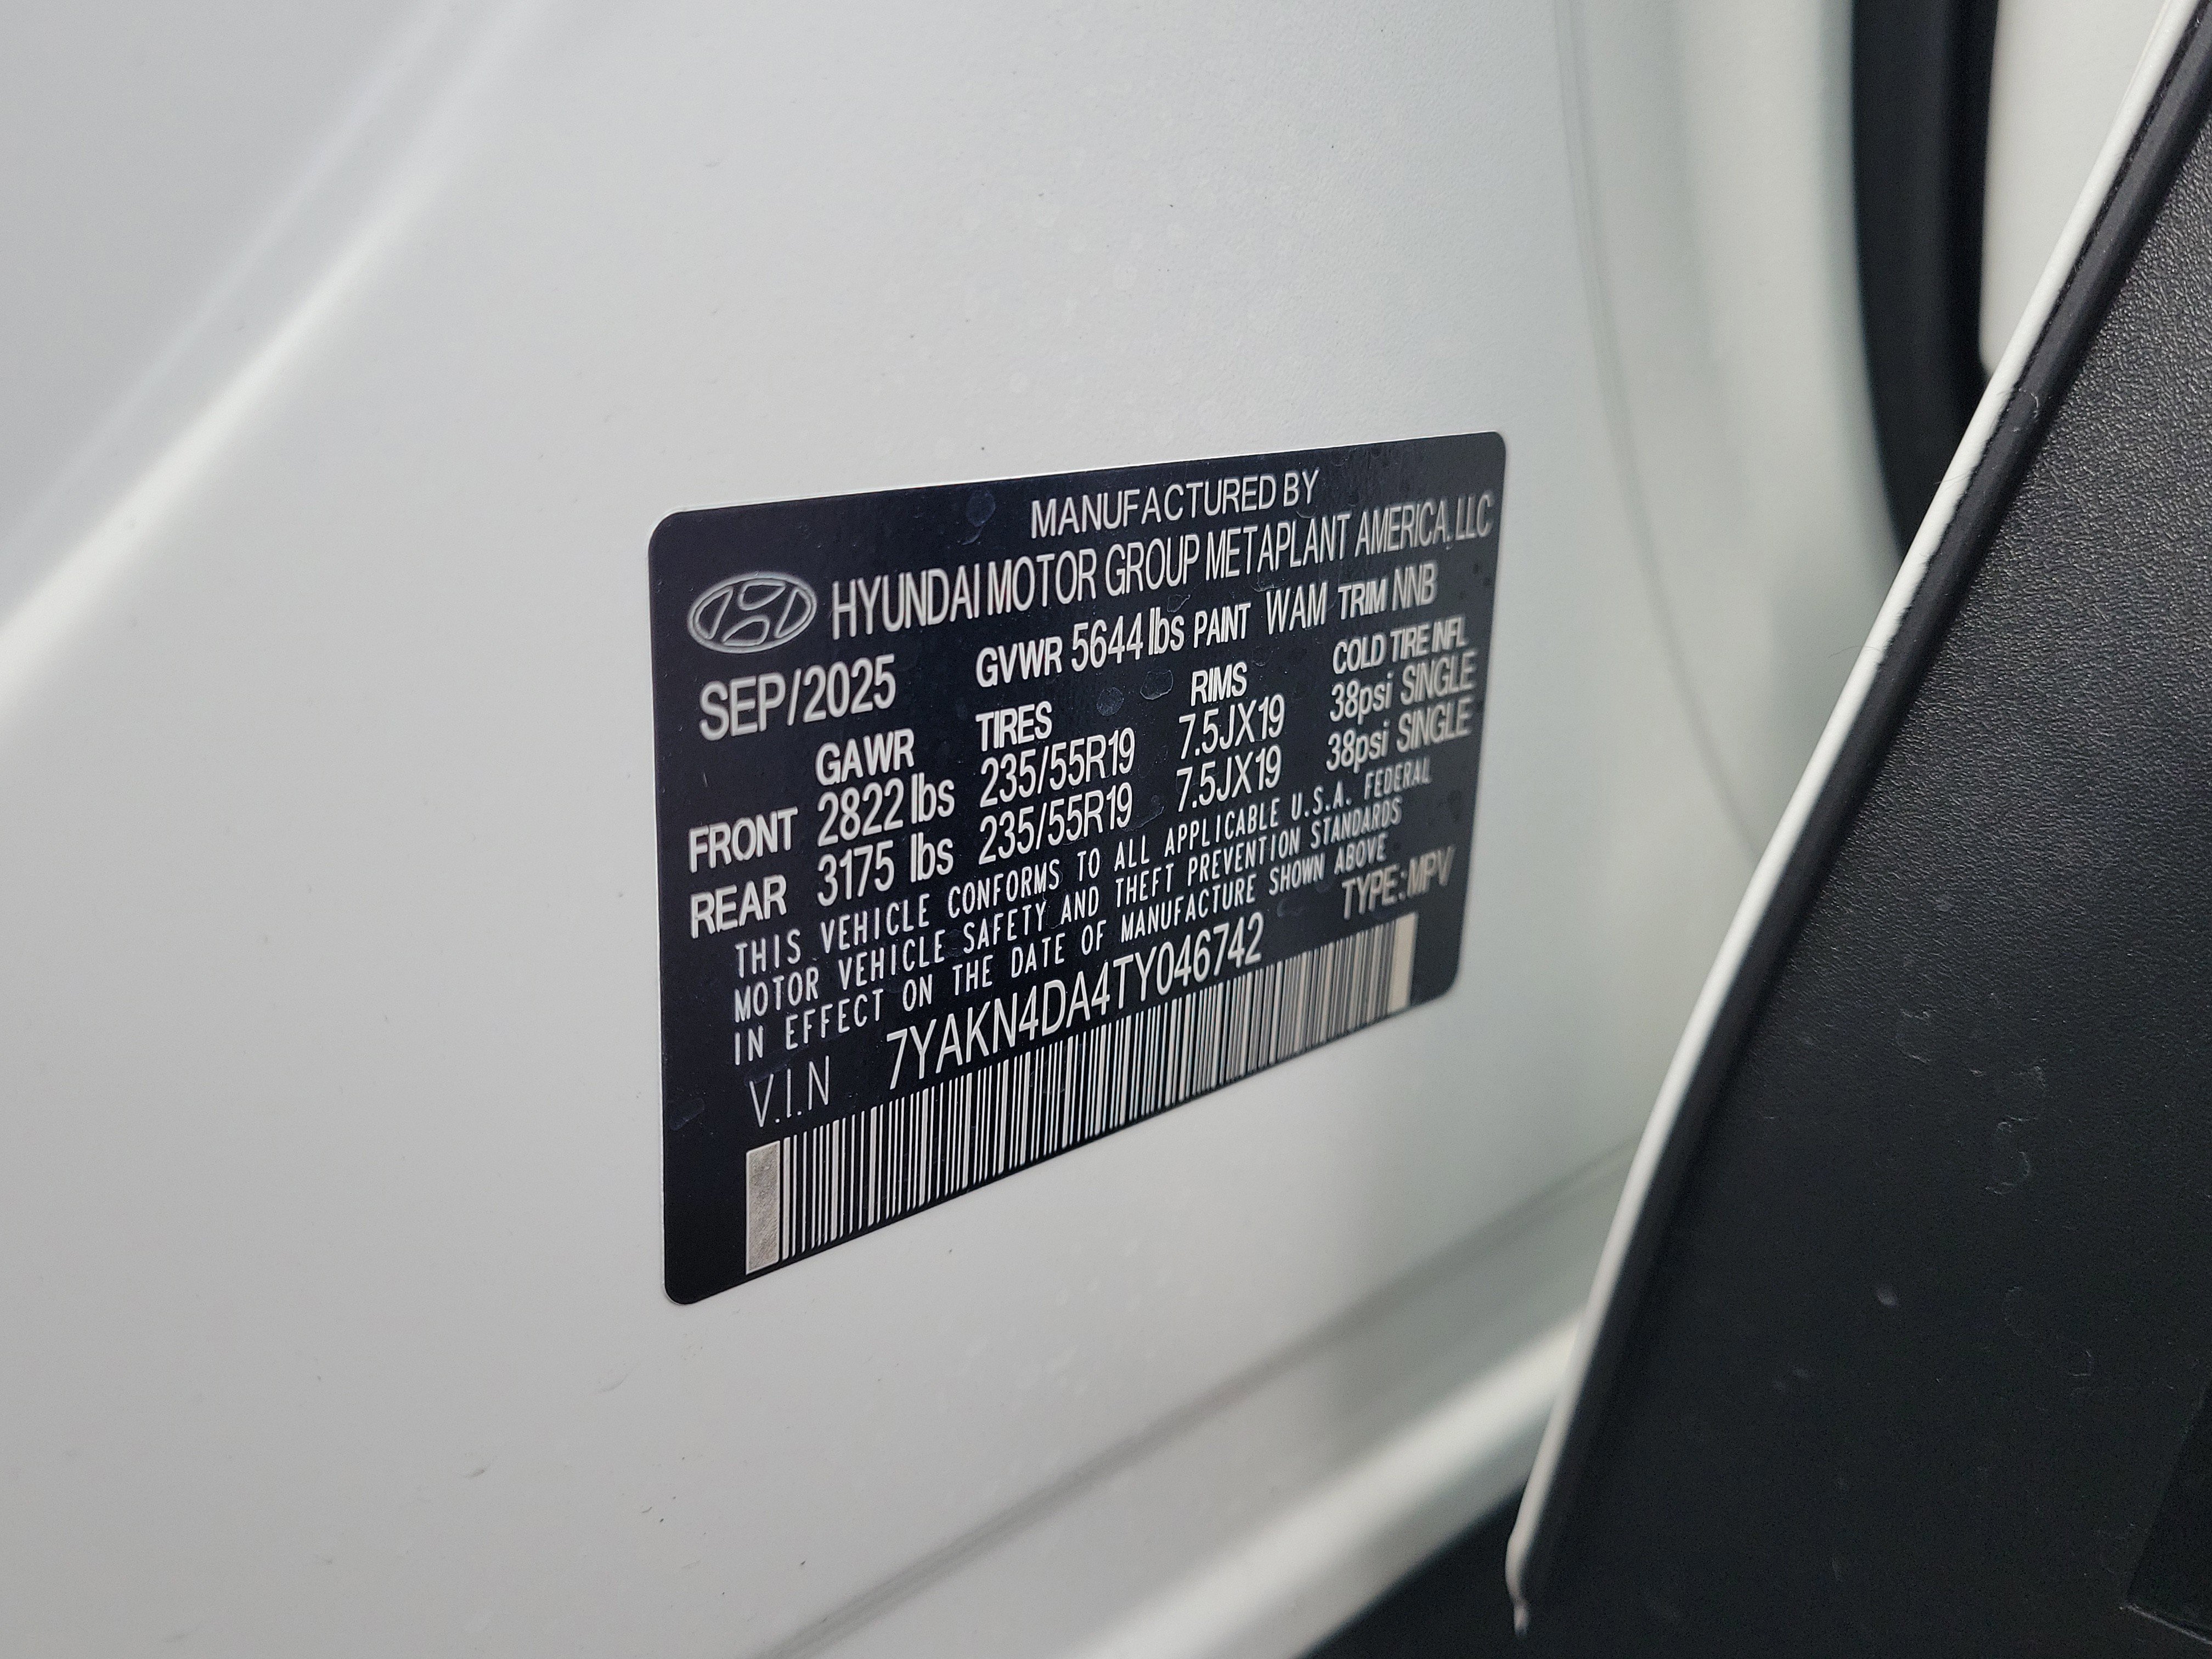 MANUFACTURED BY
HYUNDAI MOTOR GROUP METAPLANT AMERICA, LLC
SEP/2025 GVWR 5644 lbs PAINT WAM TRIM NNB
GAWR TIRES RIMS COLD TIRE INFL
FRONT 2822 lbs 235/55R19 7.5JX19 38psi SINGLE
REAR 3175 lbs 235/55R19 7.5JX19 38psi SINGLE
THIS VEHICLE CONFORMS TO ALL APPLICABLE U.S.A. FEDERAL
MOTOR VEHICLE SAFETY AND THEFT PREVENTION STANDARDS
IN EFFECT ON THE DATE OF MANUFACTURE SHOWN ABOVE
V.I.N 7YAKN4DA4TY046742 TYPE:MPV